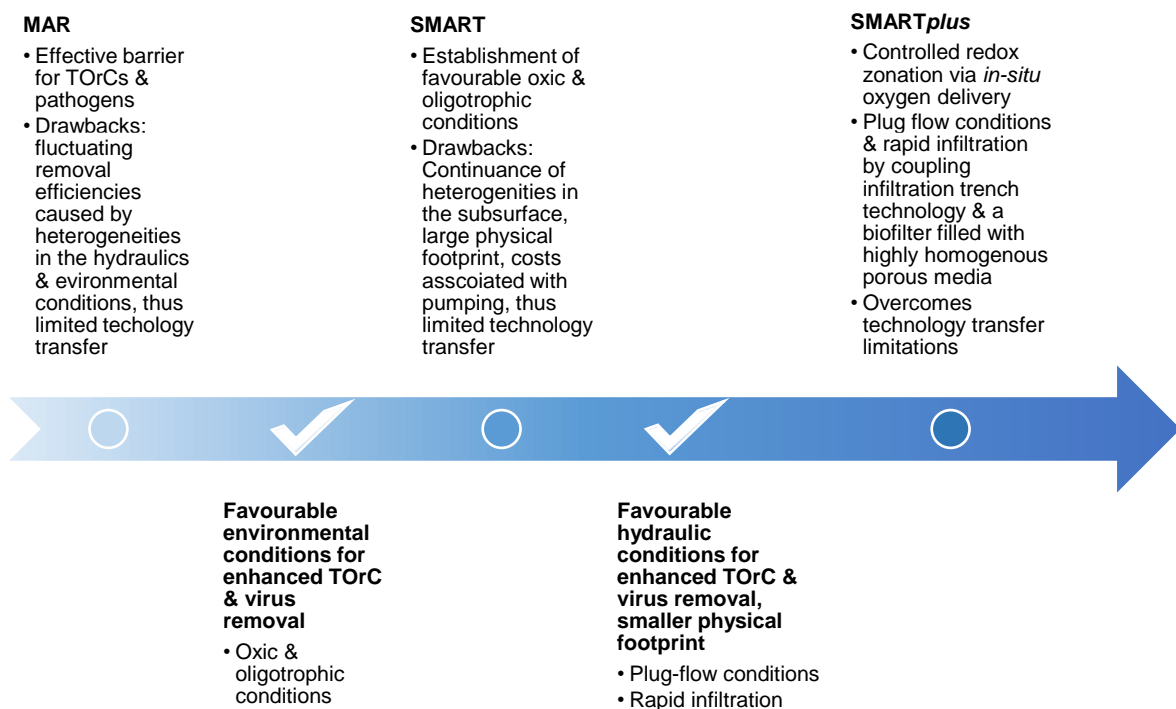 MAR
• Effective barrier
for TOrCs &
pathogens
• Drawbacks:
fluctuating
removal
efficiencies
caused by
heterogeneities
in the hydraulics
& evironmental
conditions, thus
limited techology
transfer
SMART
• Establishment of
favourable oxic &
oligotrophic
conditions
• Drawbacks:
Continuance of
heterogenities in
the subsurface,
large physical
footprint, costs
asscoiated with
pumping, thus
limited technology
transfer
SMARTplus
• Controlled redox
zonation via in-situ
oxygen delivery
• Plug flow conditions
& rapid infiltration
by coupling
infiltration trench
technology & a
biofilter filled with
highly homogenous
porous media
• Overcomes
technology transfer
limitations
Favourable
environmental
conditions for
enhanced TOrC
& virus
removal
• Oxic &
oligotrophic
conditions
Favourable
hydraulic
conditions for
enhanced TOrC &
virus removal,
smaller physical
footprint
• Plug-flow conditions
• Rapid infiltration